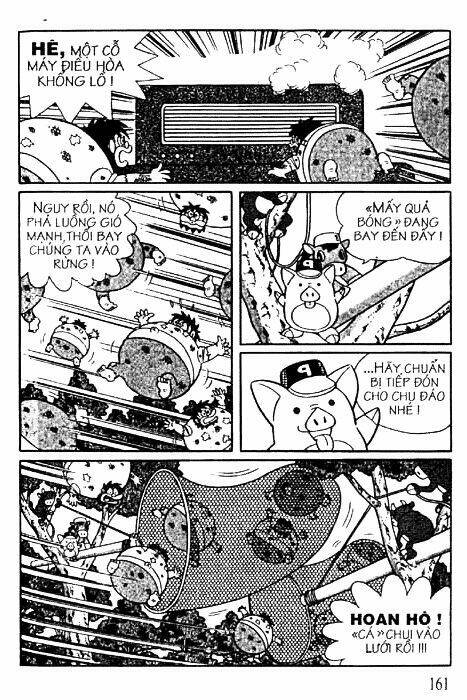 HÊ, MỘT CỖ
MÁY ĐIỀU HÒA
KHỔNG LỒ !
NGUY RỒI, NÓ
PHẢ LUỒNG GIÓ
MẠNH, THỔI BAY
CHÚNG TA VÀO
RỪNG !
«MẤY QUẢ
BÓNG» ĐANG
BAY ĐẾN ĐÂY !
P
...HÃY CHUẨN
BỊ TIẾP ĐÓN
CHO CHU ĐÁO
NHÉ !
HOAN HÔ !
«CÁ» CHUI VÀO
LƯỚI RỒI !!!
161